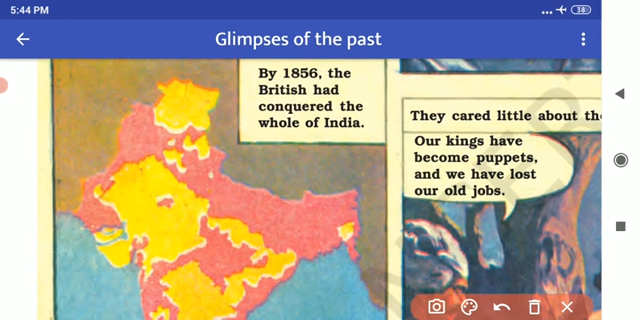 5:44 PM
38
Glimpses of the past
By 1856, the
British had
conquered the
whole of India.
They cared little about
Our kings have
become puppets,
and we have lost
our old jobs.